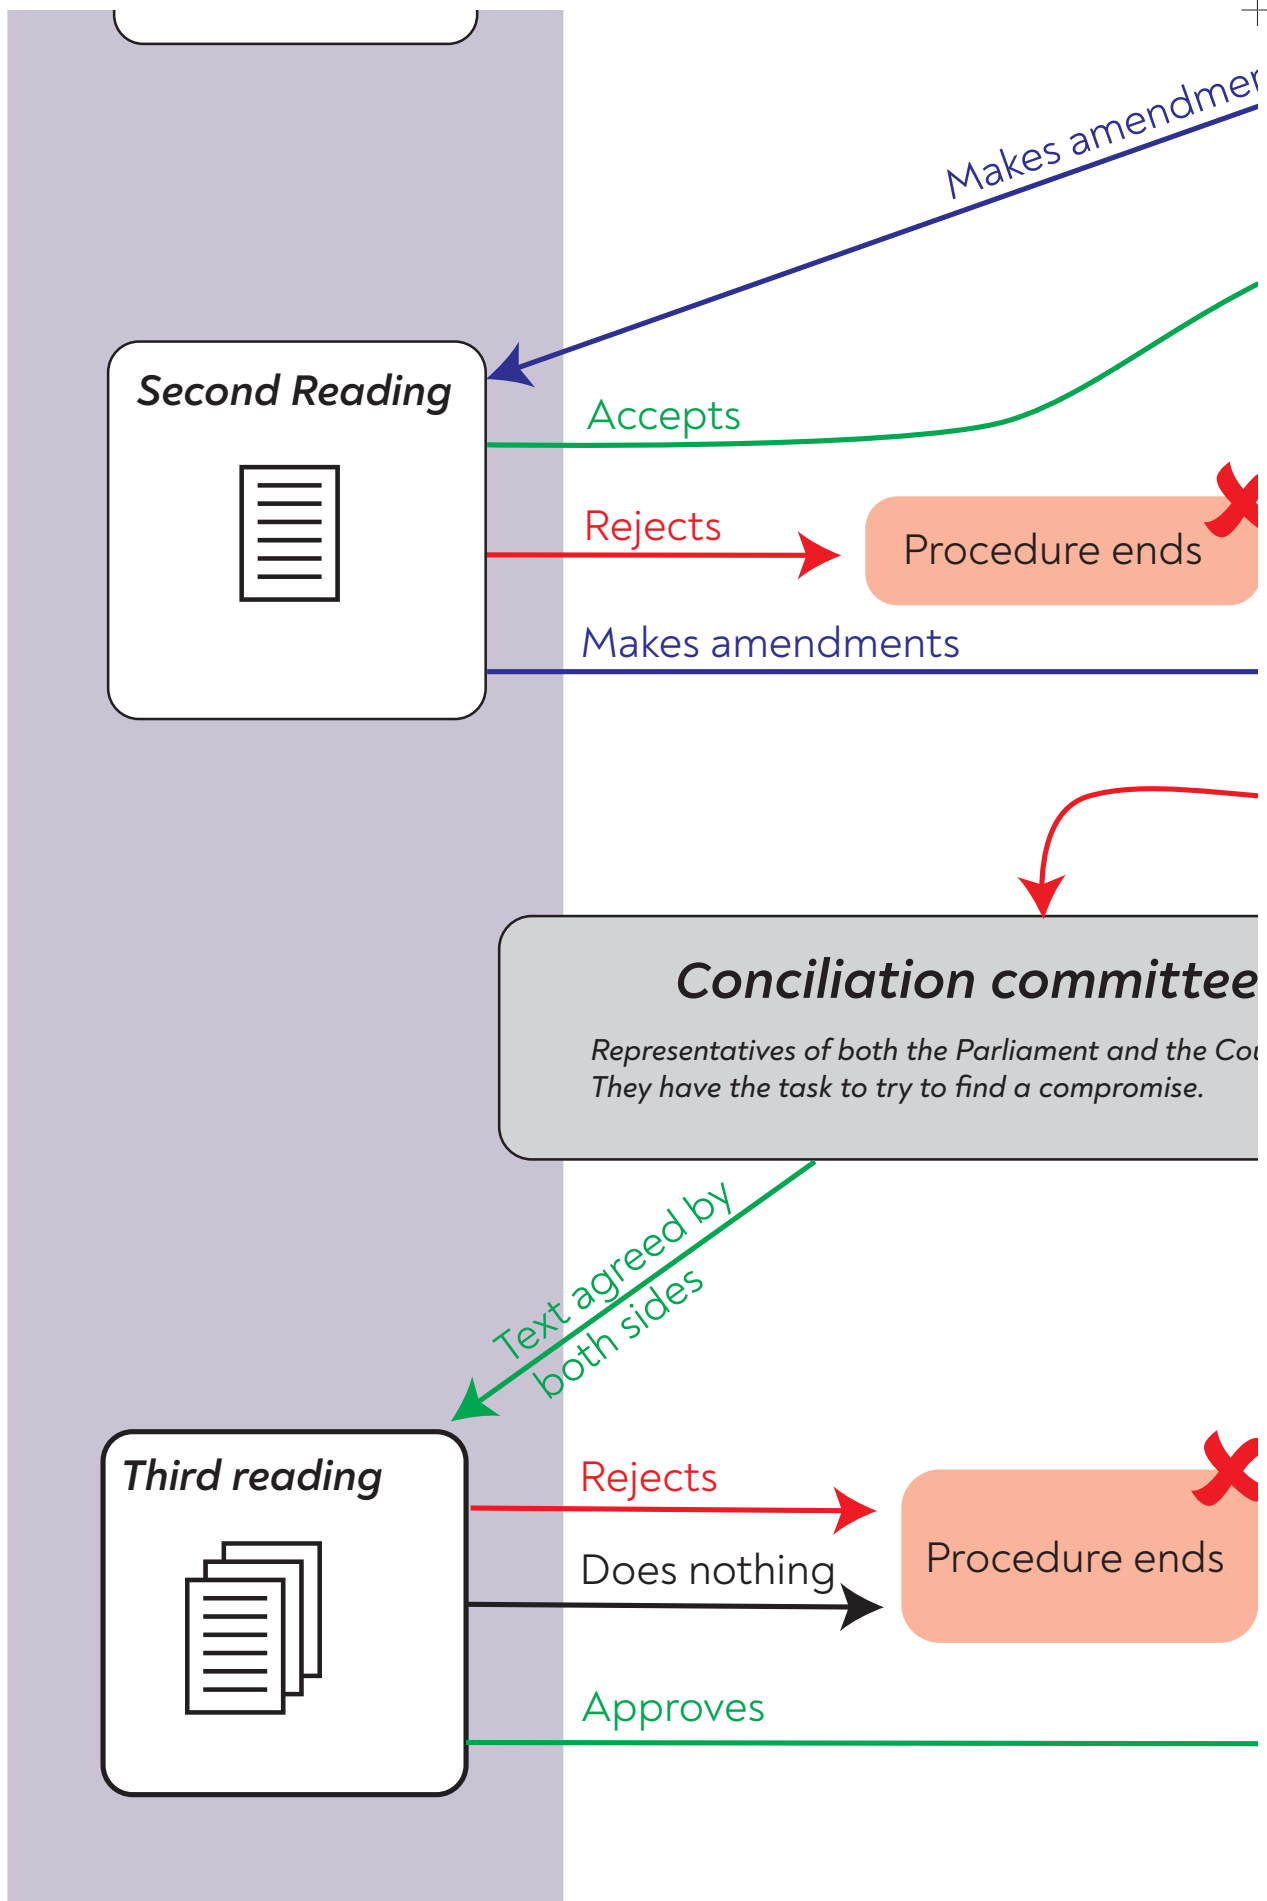 Makes
Second Reading
Accepts
Rejects
Procedure ends
Makes amendments
Conciliation committee
Representatives of both the Parliament and the
They have the task to try to find a compromise.
Text agreed by
both sides
Third reading
Rejects
Does nothing
Procedure ends
Approves